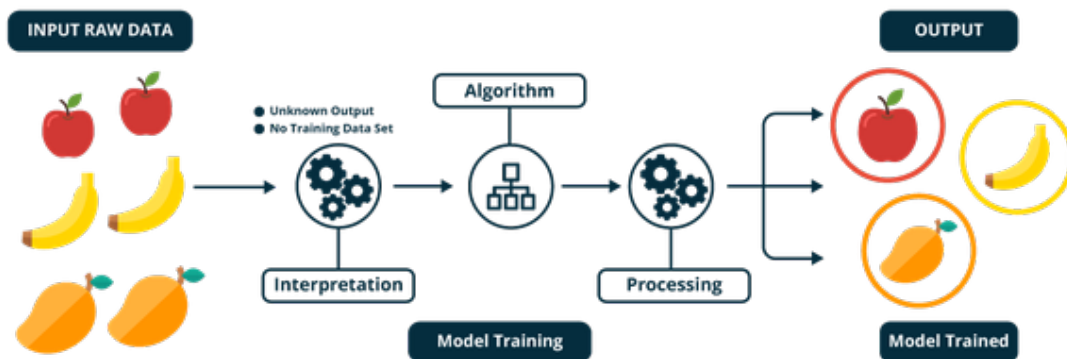 INPUT RAW DATA
OUTPUT
Algorithm
● Unknown Output
● No Training Data Set
Interpretation
Processing
Model Training
Model Trained